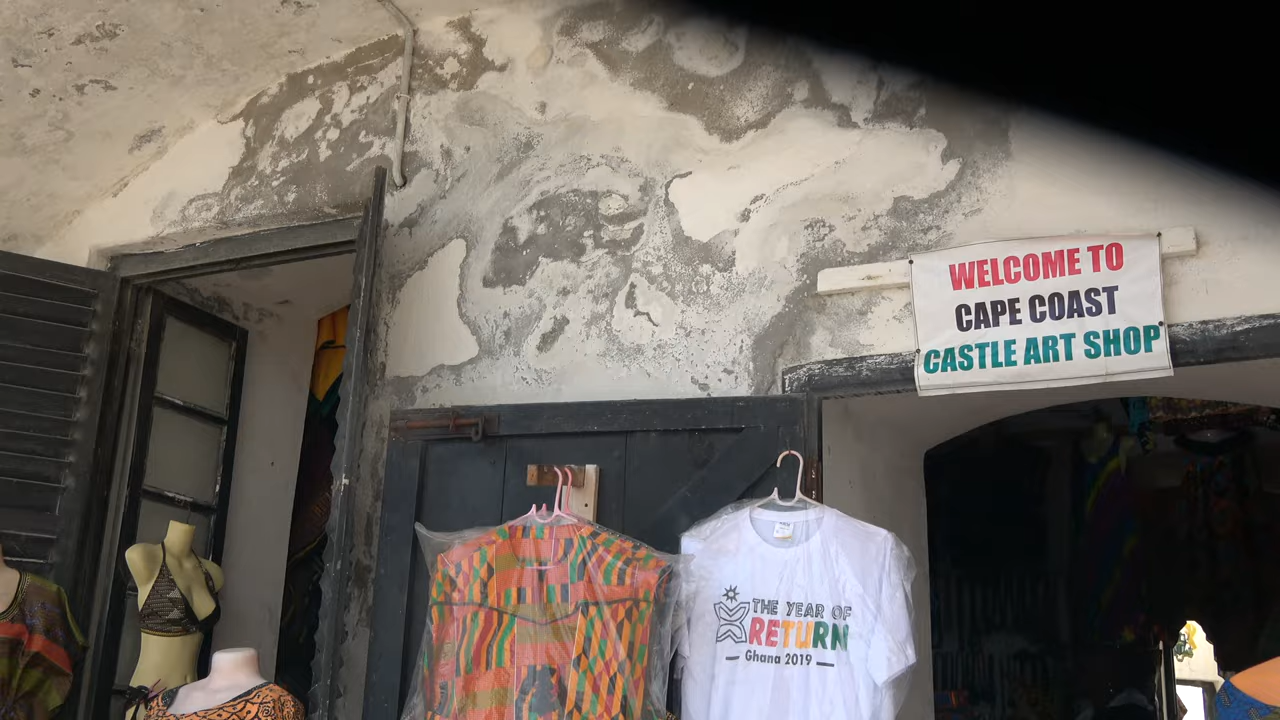 WELCOME TO
CAPE COAST
CASTLE ART SHOP
THE YEAR OF
RETURN
Ghana 2019